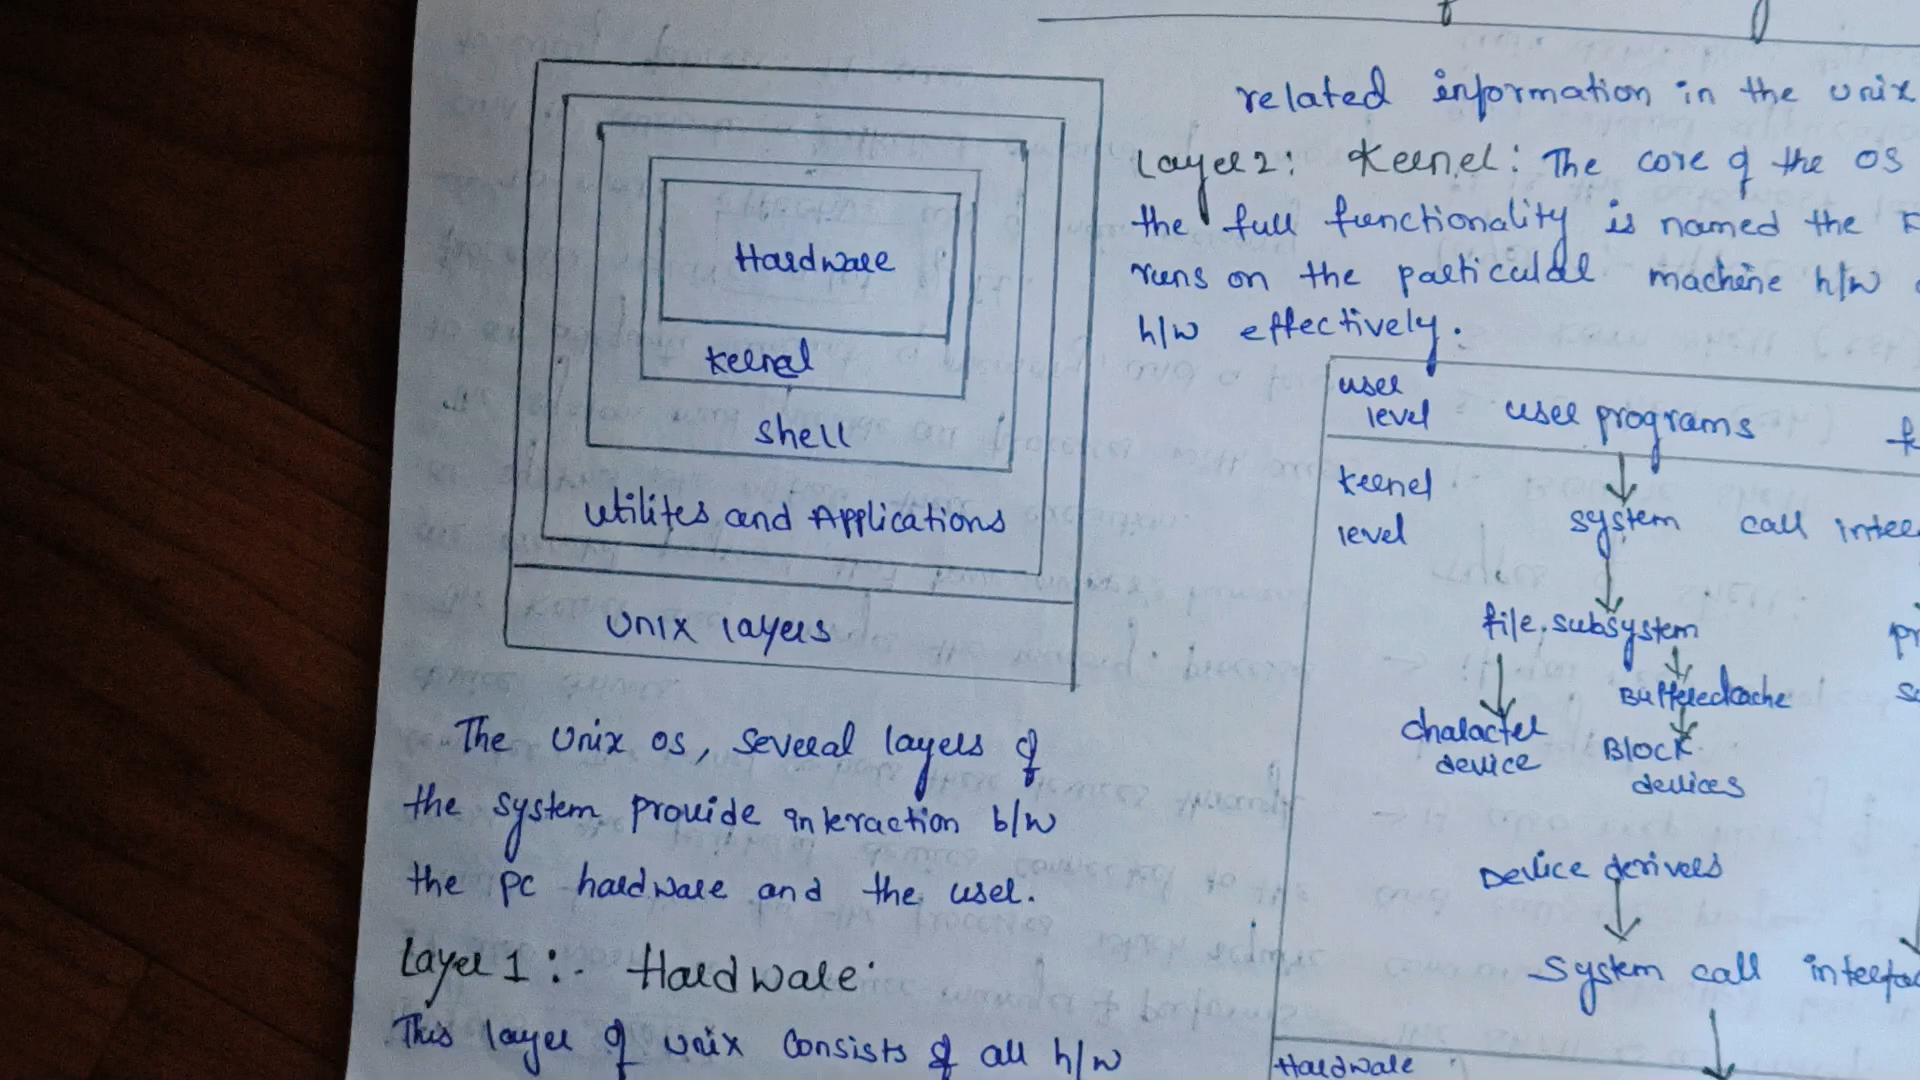 Hardware
Kernal
shell
utilites and Applications
Unix layers
The Unix os, several layers of
the system provide interaction b/w
the pc hardware and the user.
Layer 1 :- Hardware:
This layer of unix consists of all h/w
related information in the unix
Layer 2: Kernel: The core of the OS
the full functionality is named the
runs on the particular machine h/w
h/w effectively.
user
level
user programs
kernel
level
system call inter
file subsystem
Buffered cache
character
device
Block
devices
Device derivers
System call interfa
Hardware